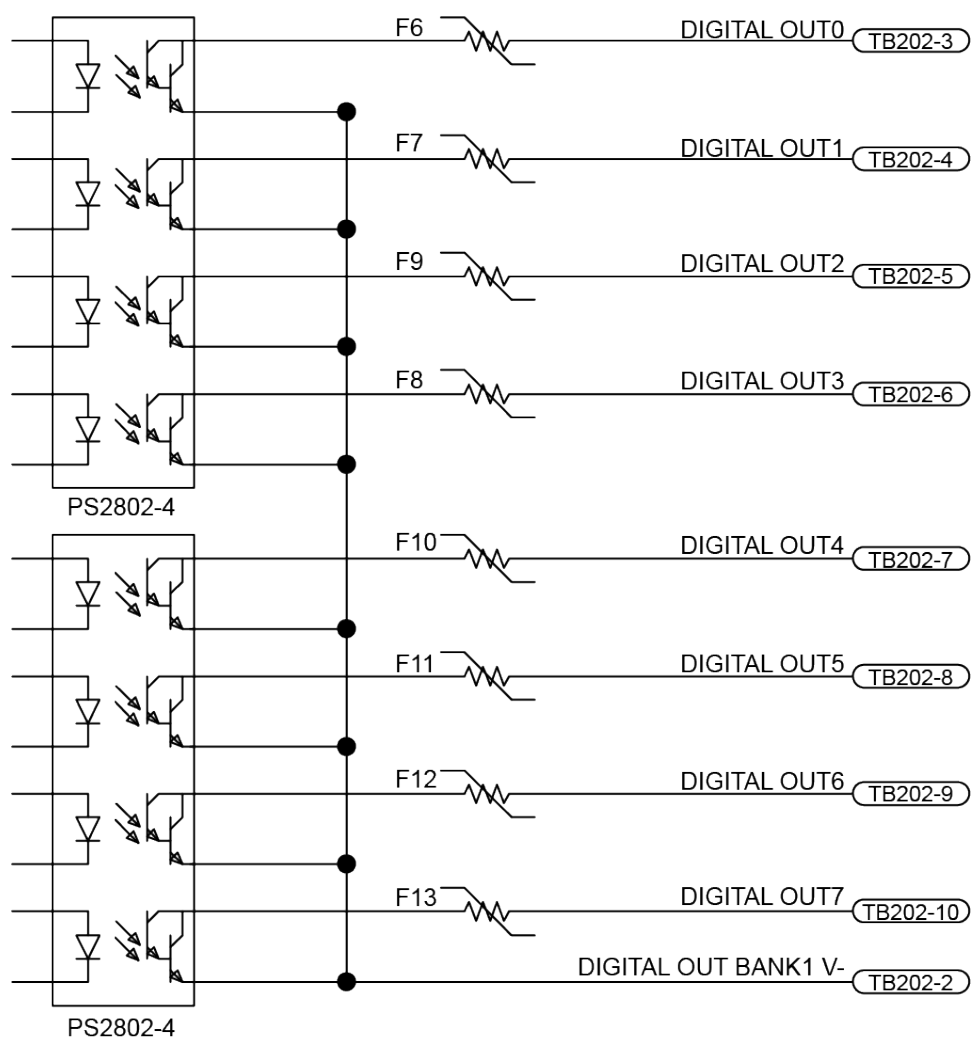 F6 DIGITAL OUT0 TB202-3
F7 DIGITAL OUT1 TB202-4
F9 DIGITAL OUT2 TB202-5
F8 DIGITAL OUT3 TB202-6
PS2802-4
F10 DIGITAL OUT4 TB202-7
F11 DIGITAL OUT5 TB202-8
F12 DIGITAL OUT6 TB202-9
F13 DIGITAL OUT7 TB202-10
DIGITAL OUT BANK1 V- TB202-2
PS2802-4